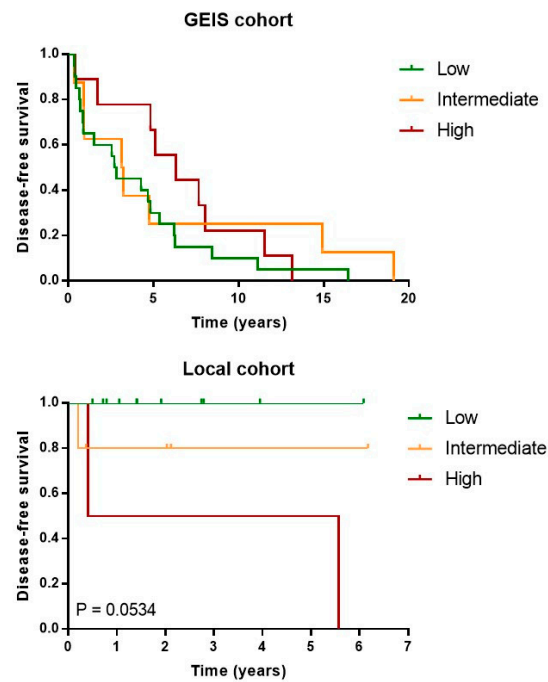 GEIS cohort
Disease-free survival
1.0
0.8
0.6
0.4
0.2
0.0
0
5
10
15
20
Time (years)
Low
Intermediate
High
Local cohort
Disease-free survival
1.0
0.8
0.6
0.4
0.2
0.0
P = 0.0534
0
1
2
3
4
5
6
7
Time (years)
Low
Intermediate
High